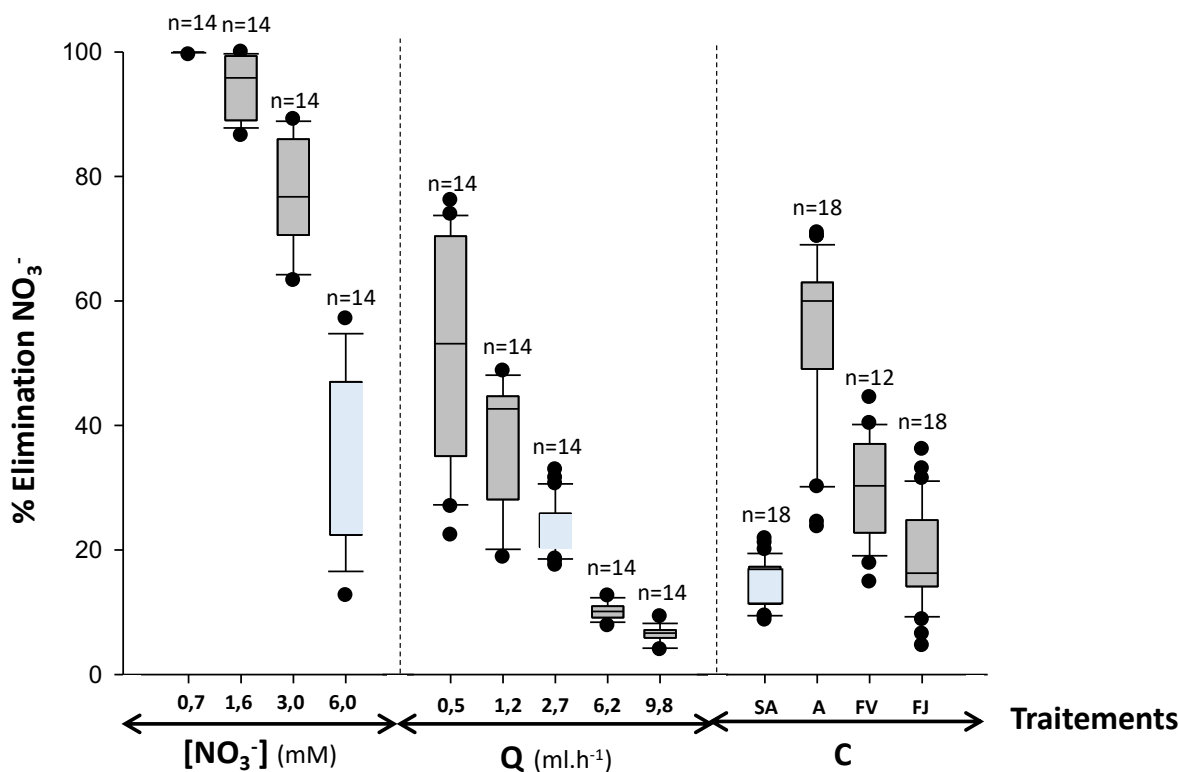 n=14 n=14
100
n=14
80
n=14
n=18
60
n=14
n=14
n=12
40
n=18
n=14
n=18
20
n=14
n=14
0
% Elimination NO₃⁻
0,7 1,6 3,0 6,0 0,5 1,2 2,7 6,2 9,8 SA A FV FJ
Traitements
[NO₃⁻] (mM) Q (ml.h⁻¹) C